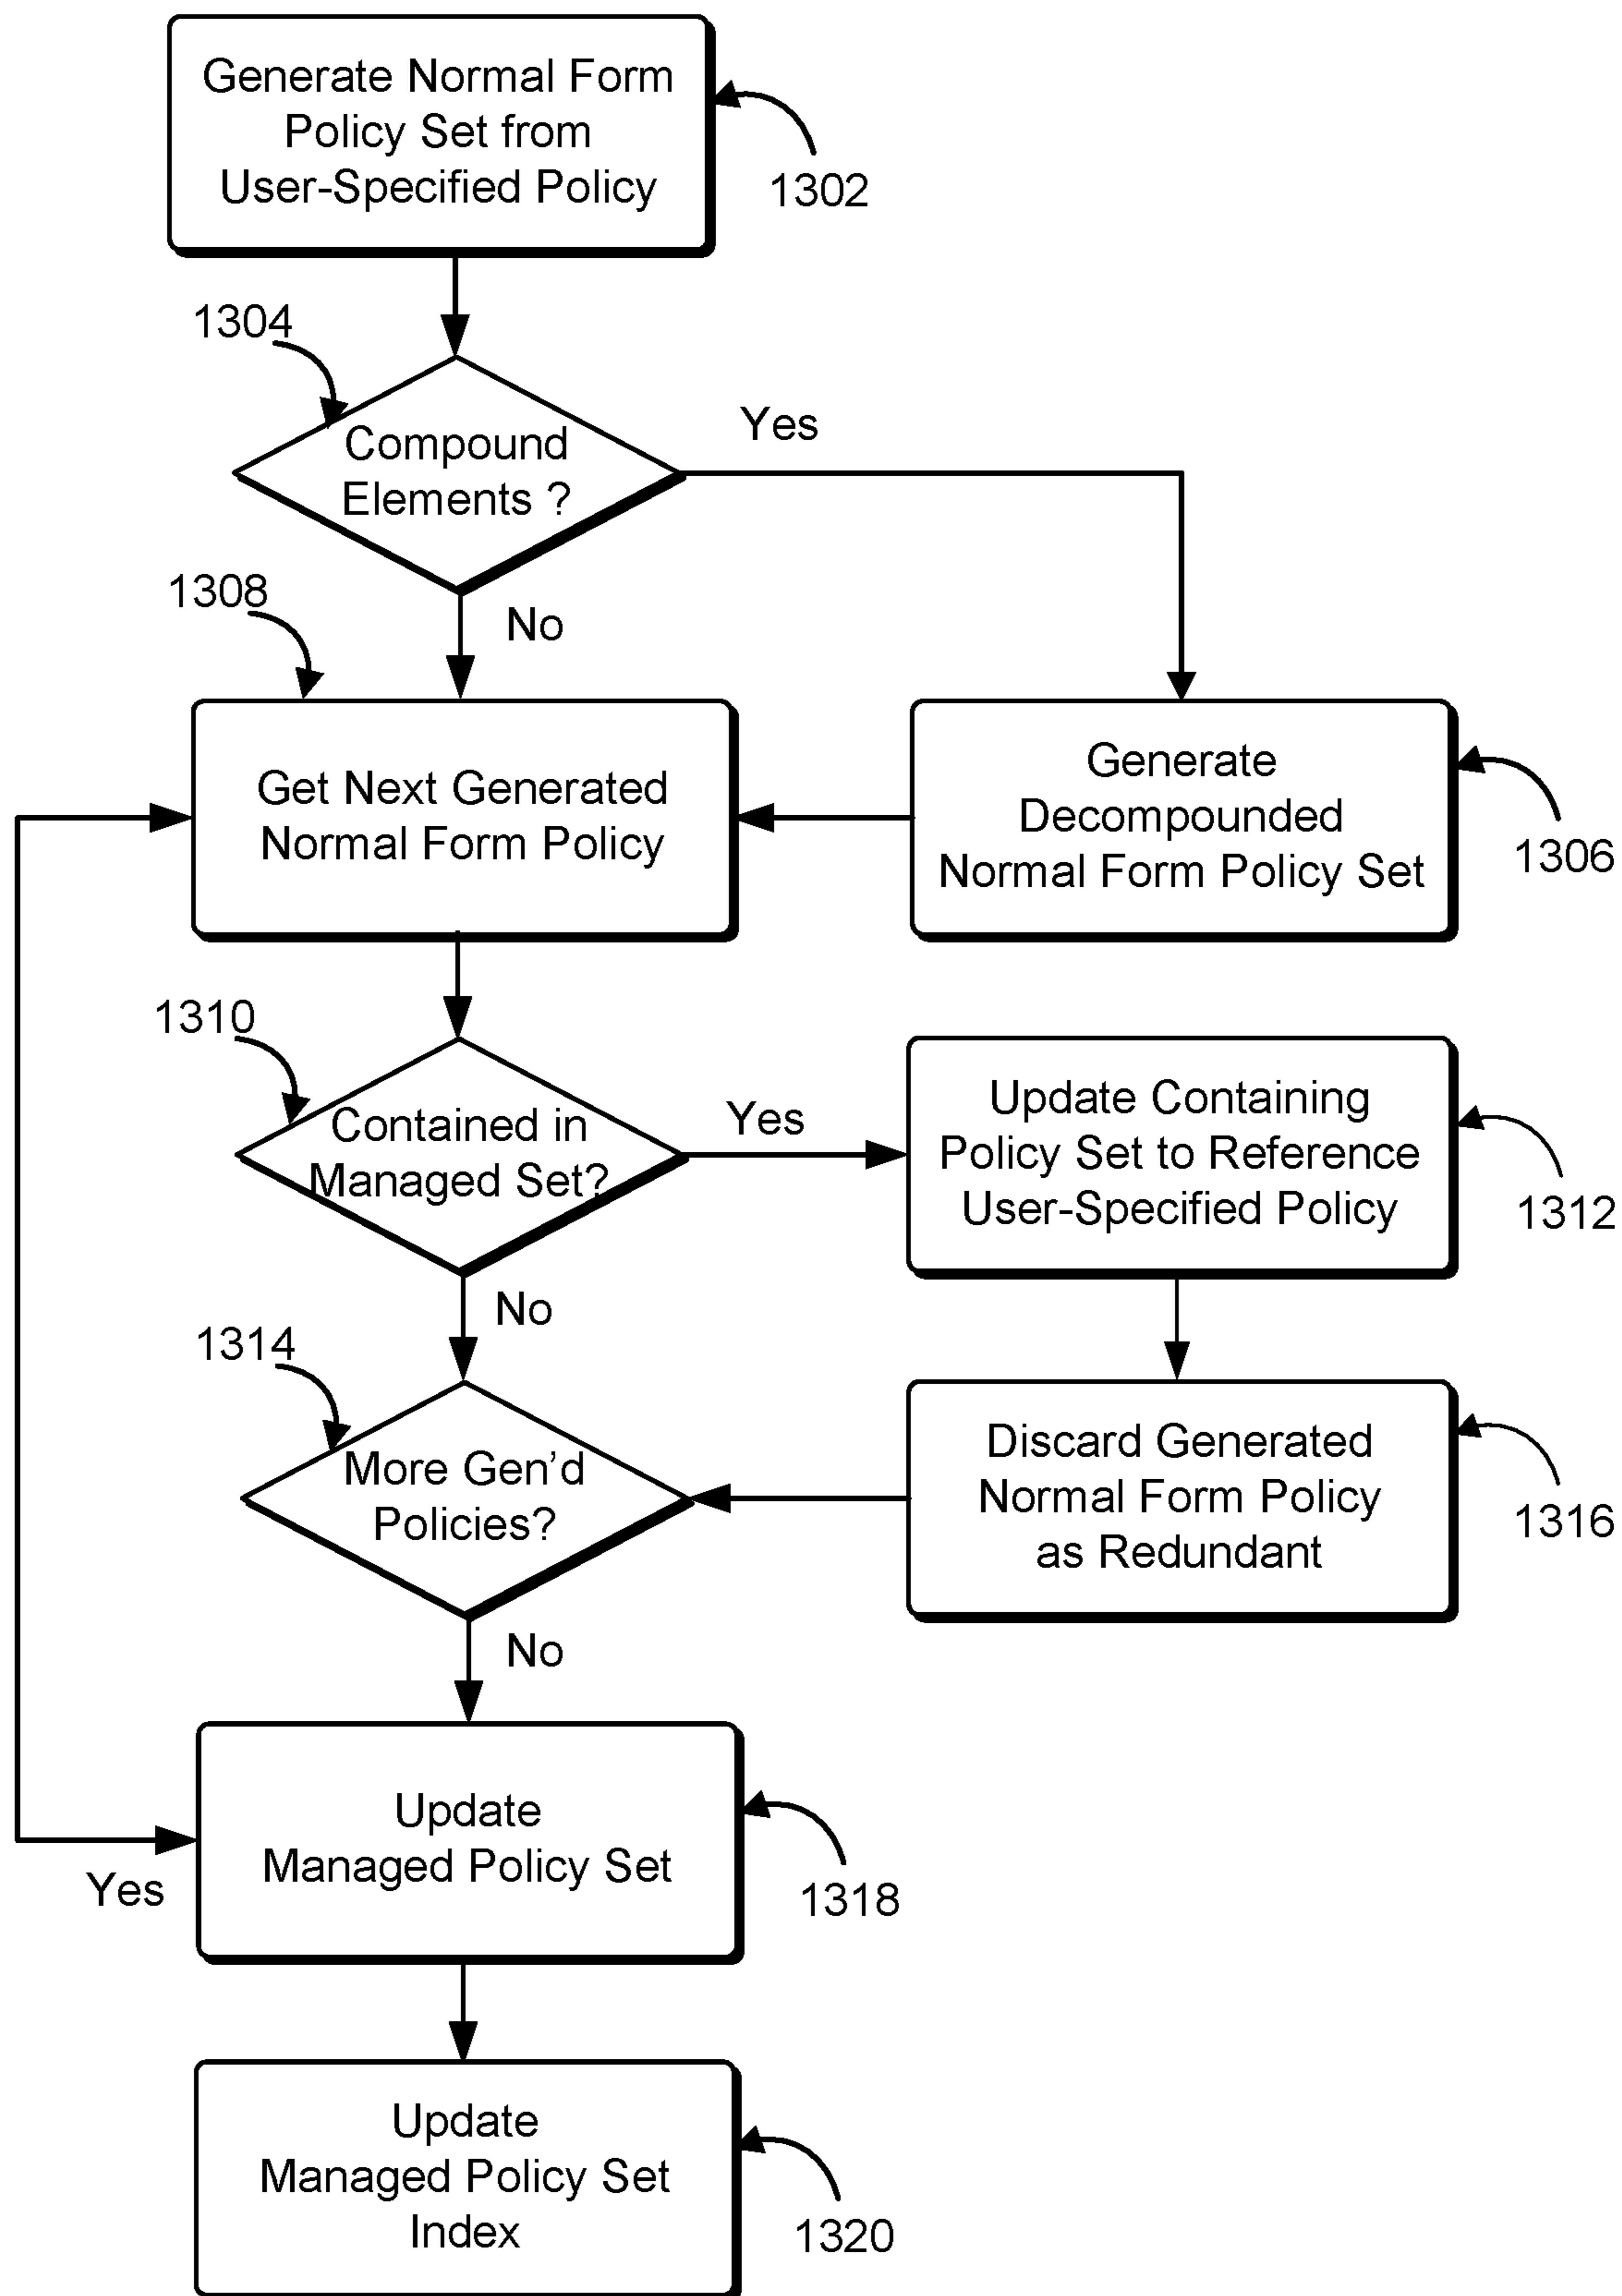 Generate Normal Form
Policy Set from
User-Specified Policy
1302
1304
Compound
Elements ?
Yes
No
1308
Get Next Generated
Normal Form Policy
Generate
Decompounded
Normal Form Policy Set
1306
1310
Contained in
Managed Set?
Yes
No
Update Containing
Policy Set to Reference
User-Specified Policy
1312
1314
More Gen'd
Policies?
No
Discard Generated
Normal Form Policy
as Redundant
1316
Update
Managed Policy Set
1318
Yes
Update
Managed Policy Set
Index
1320